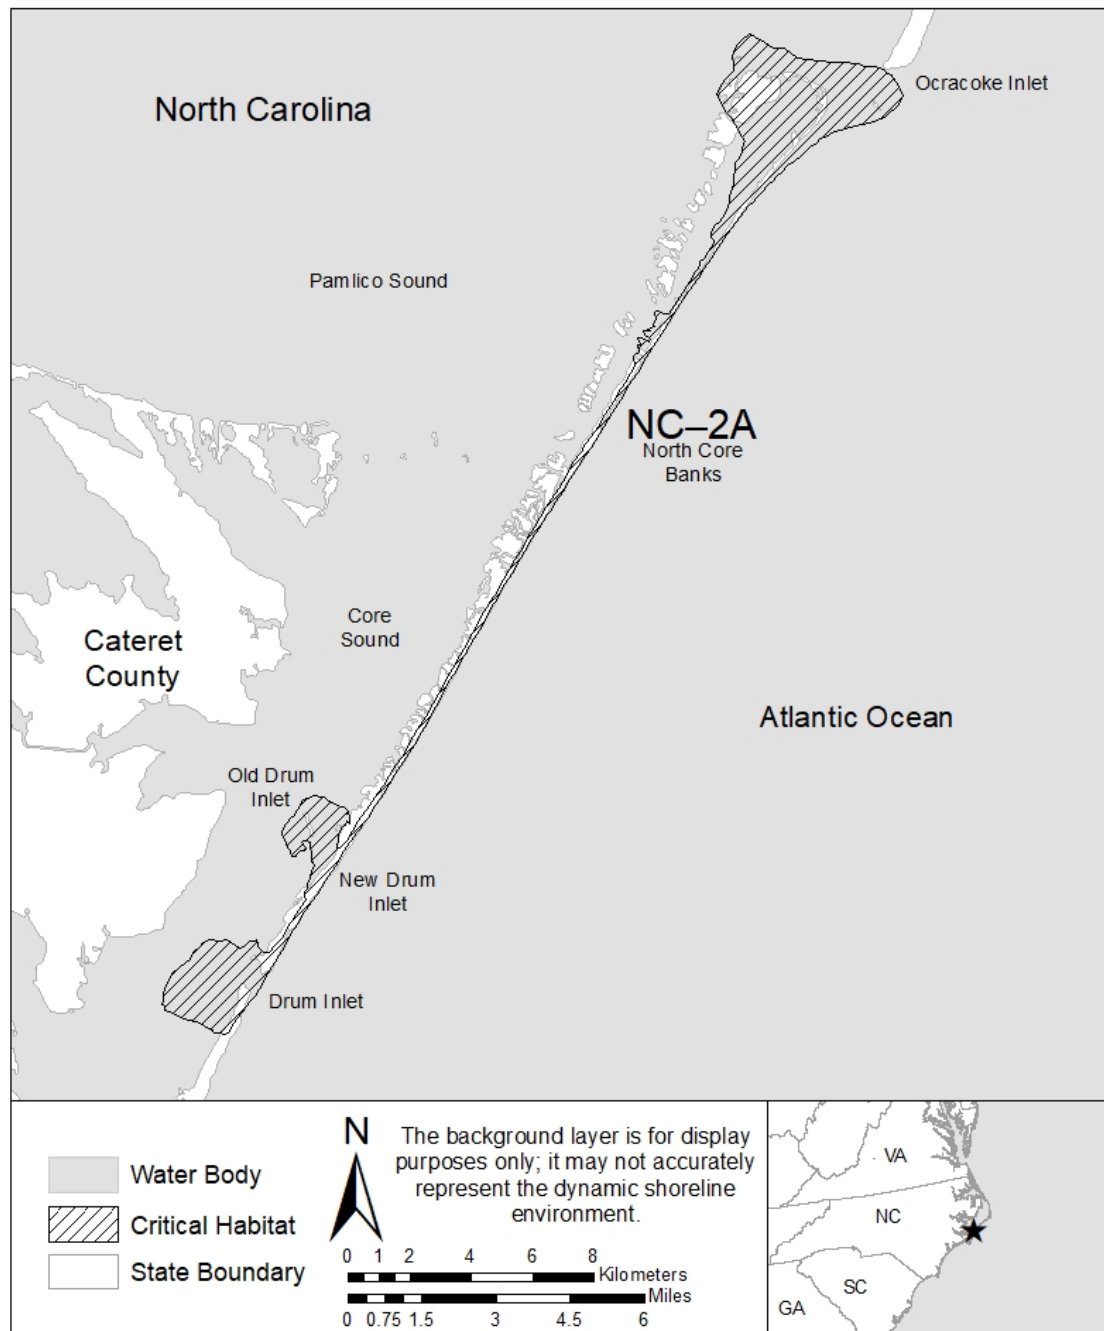 Ocracoke Inlet
North Carolina
Pamlico Sound
NC–2A
North Core
Banks
Core
Sound
Cateret
County
Atlantic Ocean
Old Drum
Inlet
New Drum
Inlet
Drum Inlet
Water Body
Critical Habitat
State Boundary
N
The background layer is for display
purposes only; it may not accurately
represent the dynamic shoreline
environment.
0 1 2 4 6 8
Kilometers
Miles
0 0.75 1.5 3 4.5 6
VA
NC
SC
GA